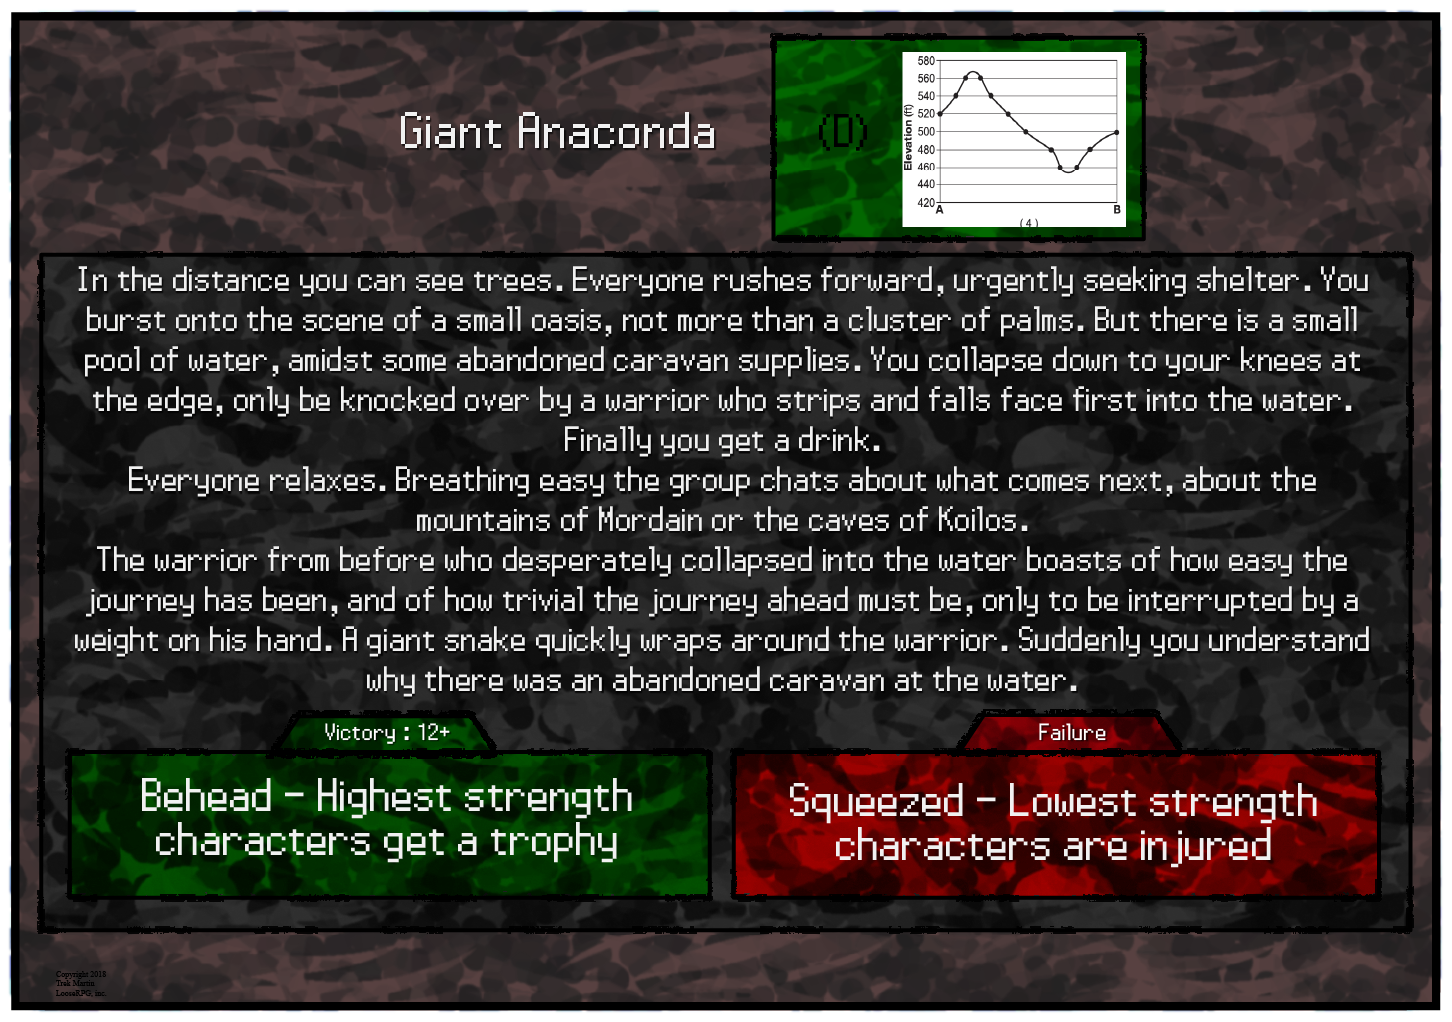 Giant Anaconda
(D)
580
560
540
520
500
480
460
440
420
Elevation (ft)
A
B
(4)
In the distance you can see trees. Everyone rushes forward, urgently seeking shelter. You
burst onto the scene of a small oasis, not more than a cluster of palms. But there is a small
pool of water, amidst some abandoned caravan supplies. You collapse down to your knees at
the edge, only be knocked over by a warrior who strips and falls face first into the water.
Finally you get a drink.
Everyone relaxes. Breathing easy the group chats about what comes next, about the
mountains of Mordain or the caves of Koilos.
The warrior from before who desperately collapsed into the water boasts of how easy the
journey has been, and of how trivial the journey ahead must be, only to be interrupted by a
weight on his hand. A giant snake quickly wraps around the warrior. Suddenly you understand
why there was an abandoned caravan at the water.
Victory : 12+
Behead - Highest strength
characters get a trophy
Failure
Squeezed - Lowest strength
characters are injured
Copyright 2018
Trek Martin
LooseRPG, inc.